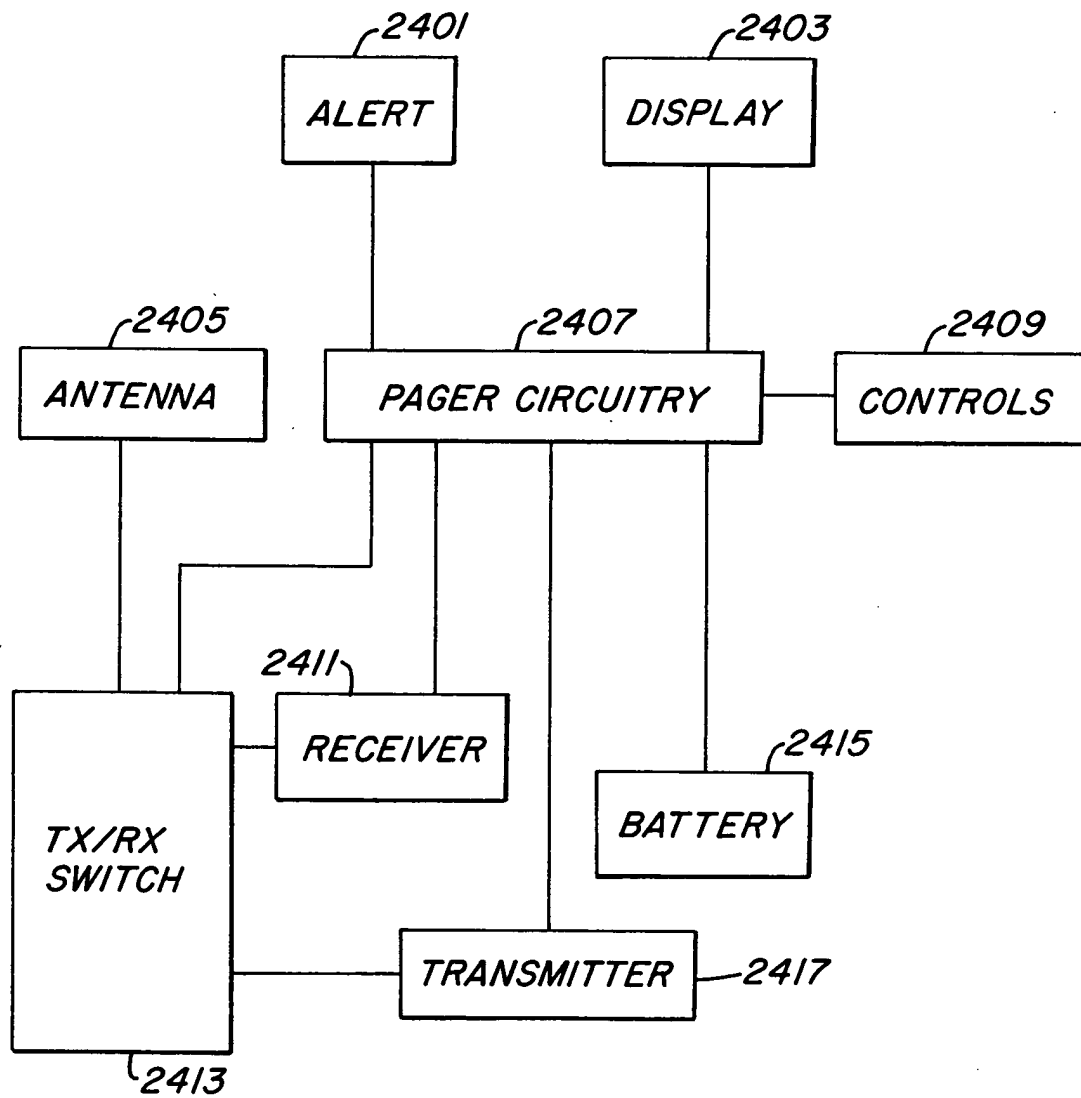 2401
2403
ALERT
DISPLAY
2405
2407
2409
ANTENNA
PAGER CIRCUITRY
CONTROLS
2411
RECEIVER
2415
BATTERY
TX/RX
SWITCH
TRANSMITTER
2417
2413